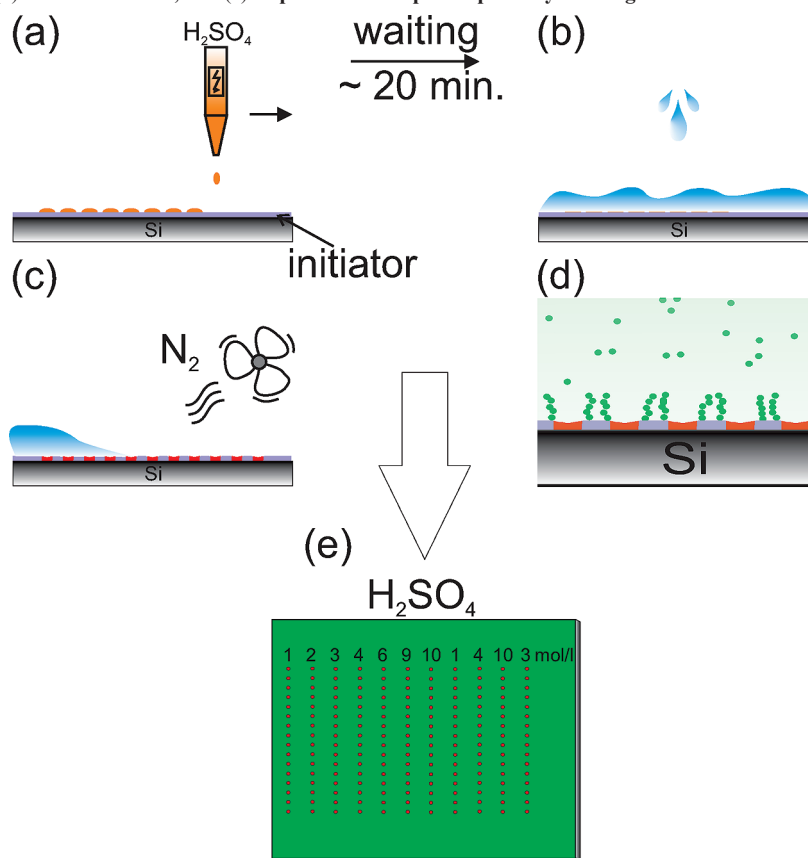 (a)
H₂SO₄
waiting
~ 20 min.
(b)
Si
initiator
Si
(c)
N₂
Si
(d)
Si
(e)
H₂SO₄
1 2 3 4 6 9 10 1 4 10 3 mol/l